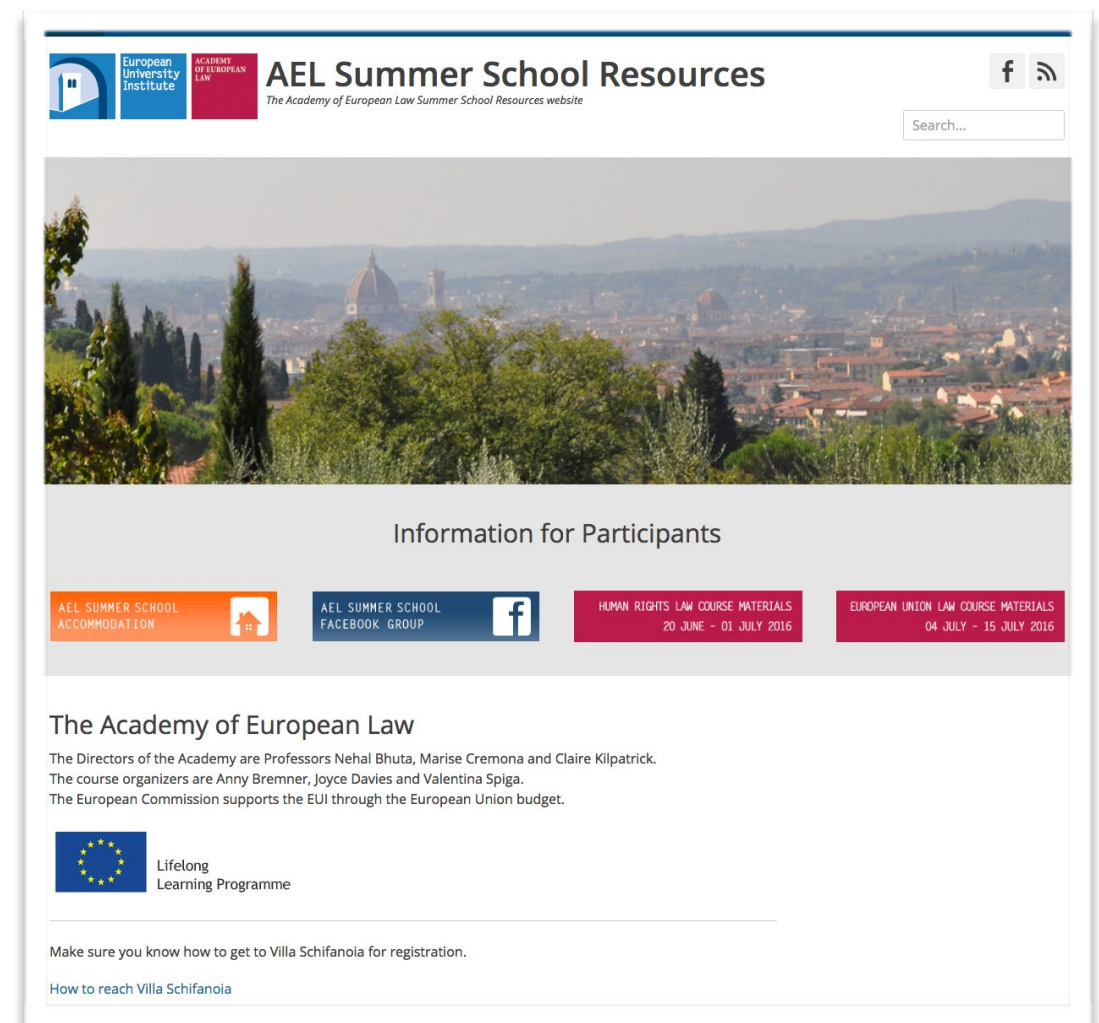 European
University
Institute
ACADEMY
OF EUROPEAN
LAW
AEL Summer School Resources
The Academy of European Law Summer School Resources website
f
Search...
Information for Participants
AEL SUMMER SCHOOL
ACCOMMODATION
AEL SUMMER SCHOOL
FACEBOOK GROUP
f
HUMAN RIGHTS LAW COURSE MATERIALS
20 JUNE - 01 JULY 2016
EUROPEAN UNION LAW COURSE MATERIALS
04 JULY - 15 JULY 2016
The Academy of European Law
The Directors of the Academy are Professors Nehal Bhuta, Marise Cremona and Claire Kilpatrick.
The course organizers are Anny Bremner, Joyce Davies and Valentina Spiga.
The European Commission supports the EUI through the European Union budget.
Lifelong
Learning Programme
Make sure you know how to get to Villa Schifanoia for registration.
How to reach Villa Schifanoia